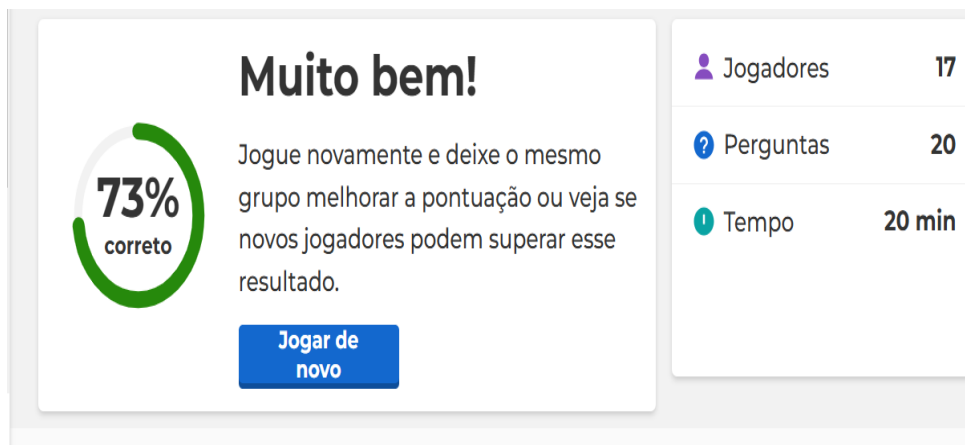 Muito bem!
73%
correto
Jogue novamente e deixe o mesmo
grupo melhorar a pontuação ou veja se
novos jogadores podem superar esse
resultado.
Jogar de
novo
Jogadores 17
? Perguntas 20
Tempo 20 min